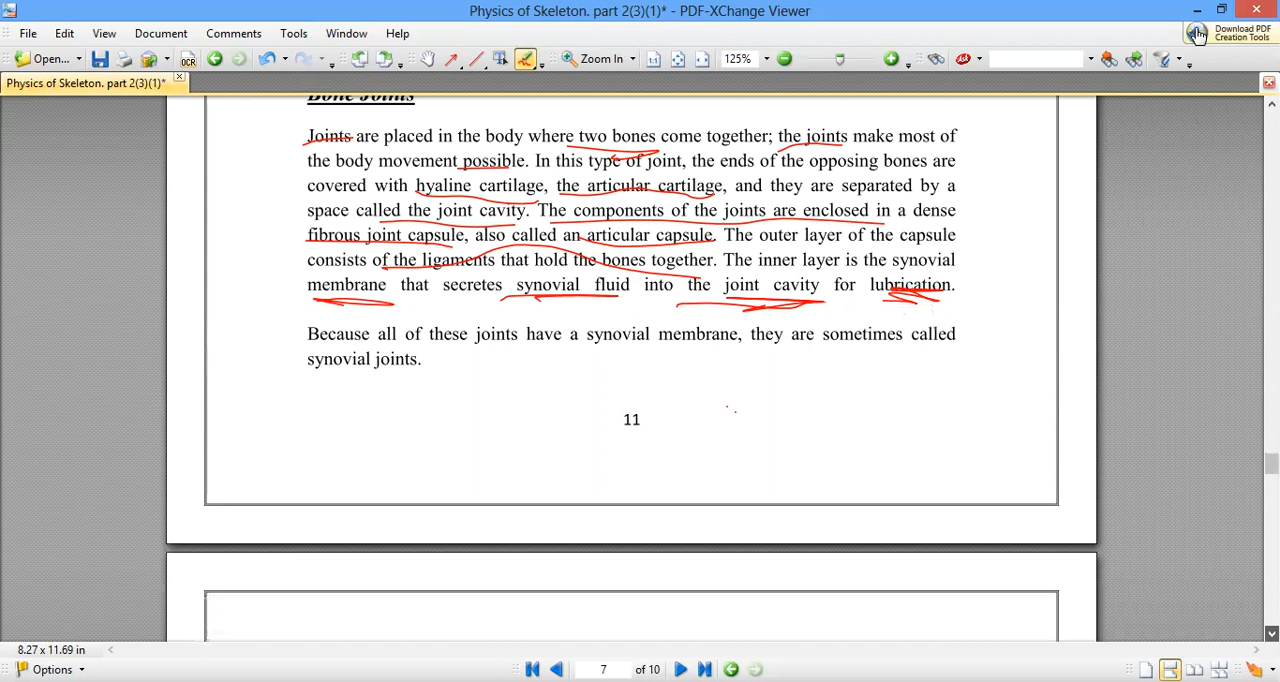 Physics of Skeleton. part 2(3)(1)* - PDF-XChange Viewer
File Edit View Document Comments Tools Window Help
Download PDF
Creation Tools
Open... OCR Zoom In 125%
Physics of Skeleton. part 2(3)(1)*
Bone Joints
Joints are placed in the body where two bones come together; the joints make most of
the body movement possible. In this type of joint, the ends of the opposing bones are
covered with hyaline cartilage, the articular cartilage, and they are separated by a
space called the joint cavity. The components of the joints are enclosed in a dense
fibrous joint capsule, also called an articular capsule. The outer layer of the capsule
consists of the ligaments that hold the bones together. The inner layer is the synovial
membrane that secretes synovial fluid into the joint cavity for lubrication.
Because all of these joints have a synovial membrane, they are sometimes called
synovial joints.
11
8.27 x 11.69 in
Options 7 of 10